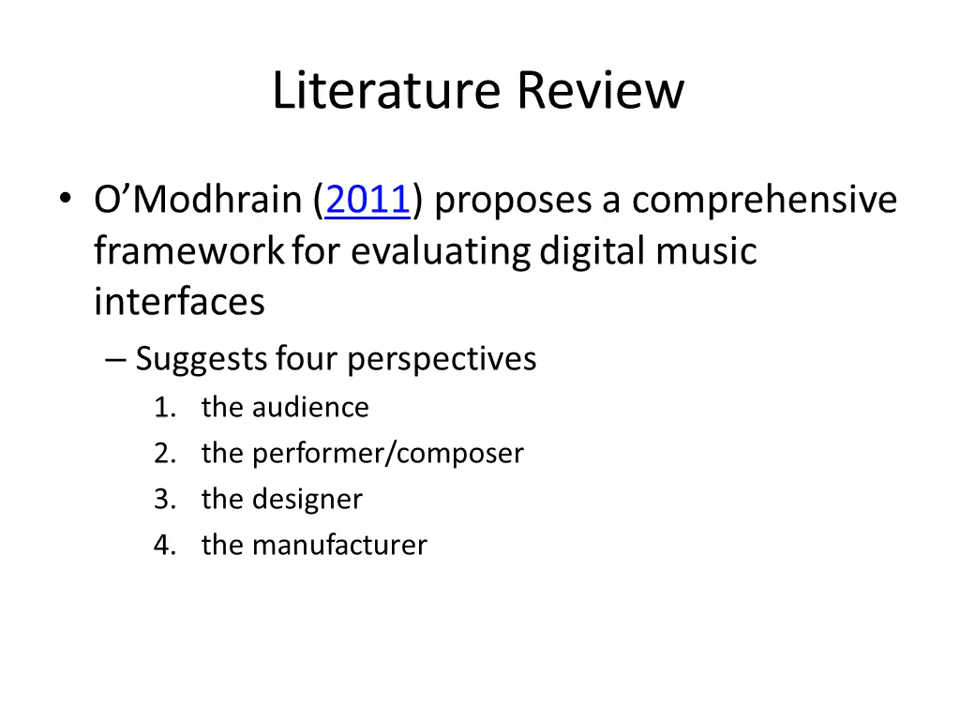 Literature Review
• O’Modhrain (2011) proposes a comprehensive
framework for evaluating digital music
interfaces
– Suggests four perspectives
1. the audience
2. the performer/composer
3. the designer
4. the manufacturer